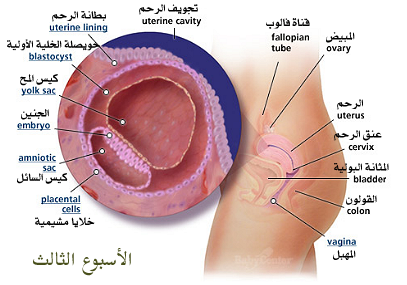 بطانة الرحم
uterine lining
حويصلة الخلية الأولية
blastocyst
كيس المح
yolk sac
الجنين
embryo
amniotic
sac
كيس السائل
placental
cells
خلايا مشيمية
تجويف الرحم
uterine cavity
قناة فالوب
fallopian
tube
المبيض
ovary
الرحم
uterus
عنق الرحم
cervix
المثانة البولية
bladder
القولون
colon
vagina
المهبل
BabyCenter
الأسبوع الثالث